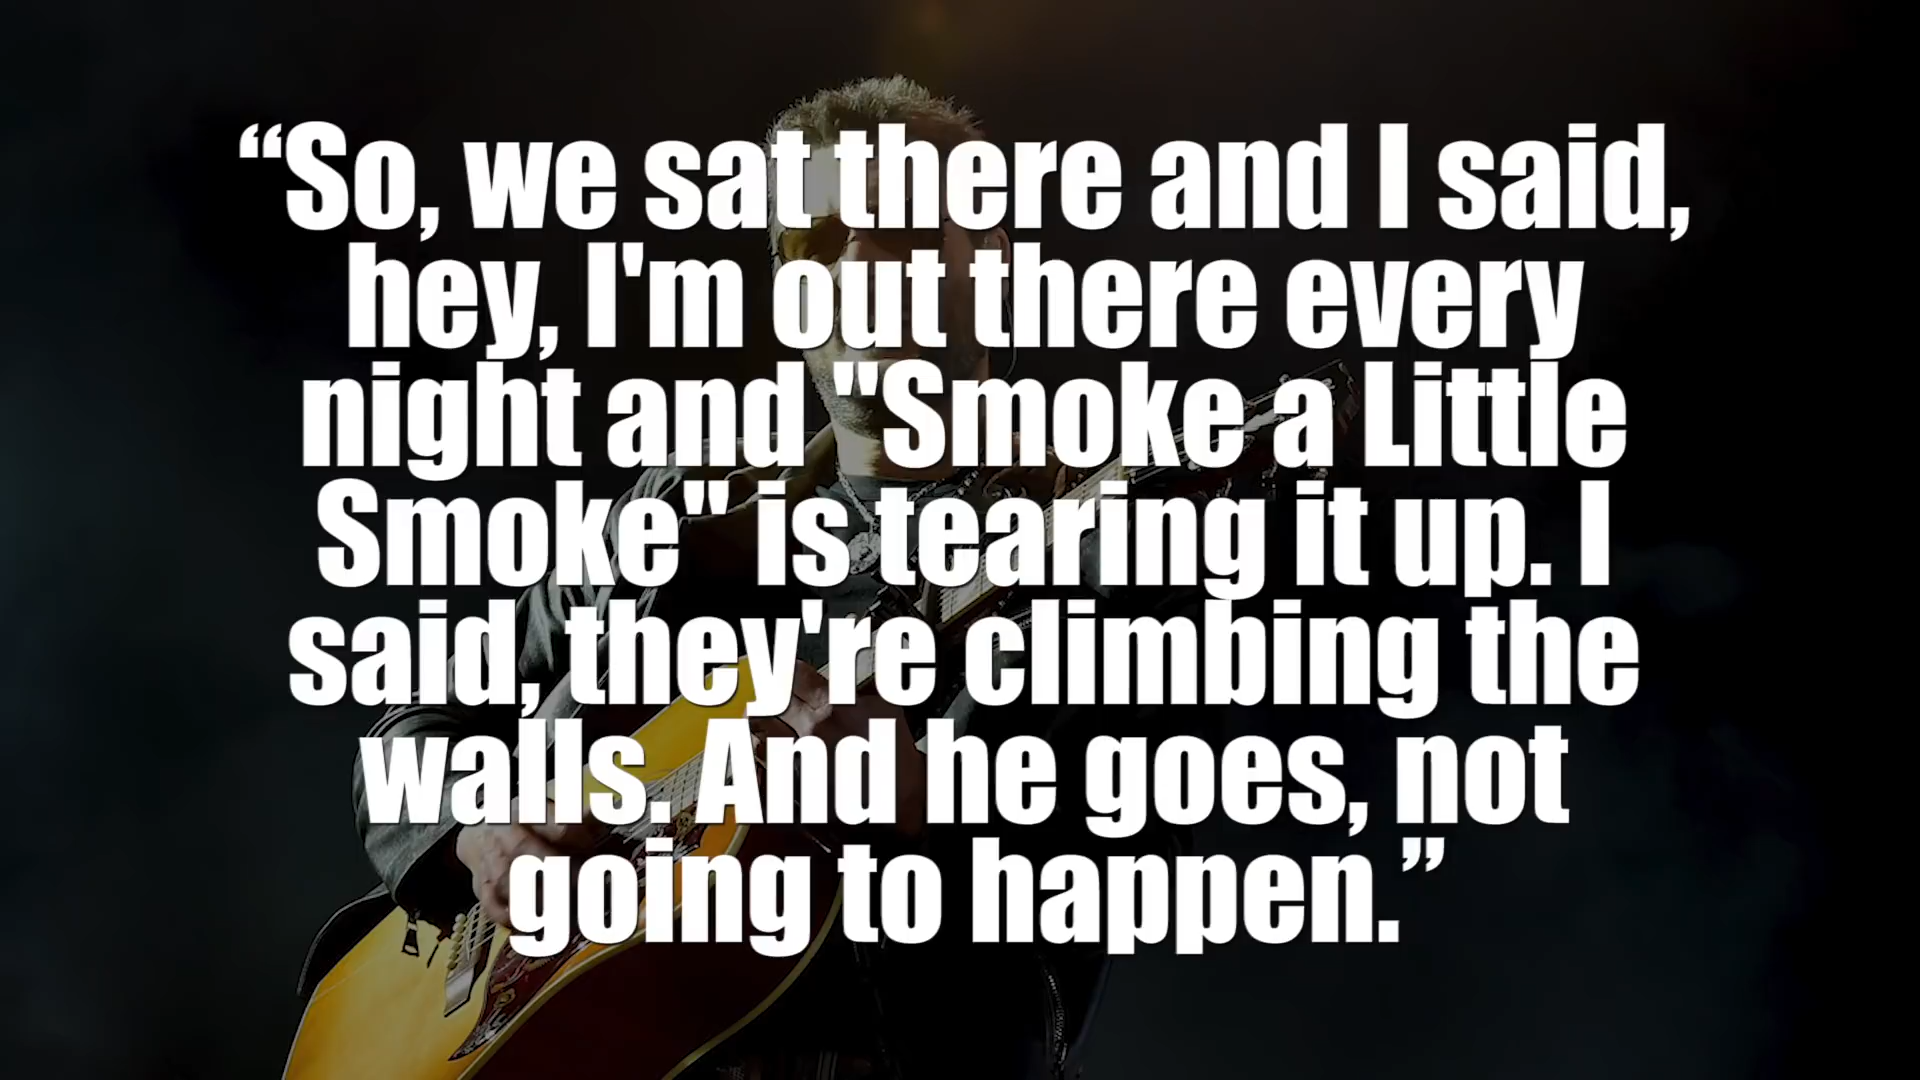 “So, we sat there and I said,
hey, I'm out there every
night and "Smoke a Little
Smoke" is tearing it up. I
said, they're climbing the
walls. And he goes, not
going to happen.”